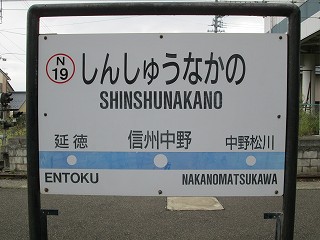 N
19
しんしゅうなかの
SHINSHUNAKANO
延徳 信州中野 中野松川
ENTOKU NAKANOMATSUKAWA